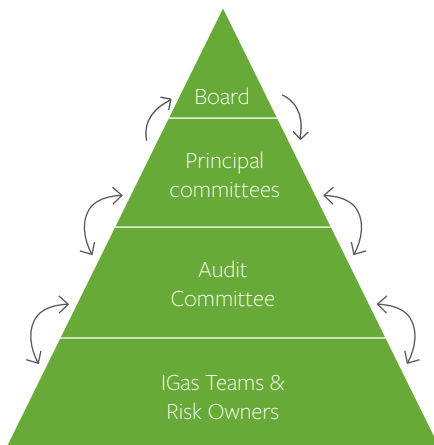 Board
Principal
committees
Audit
Committee
IGas Teams &
Risk Owners